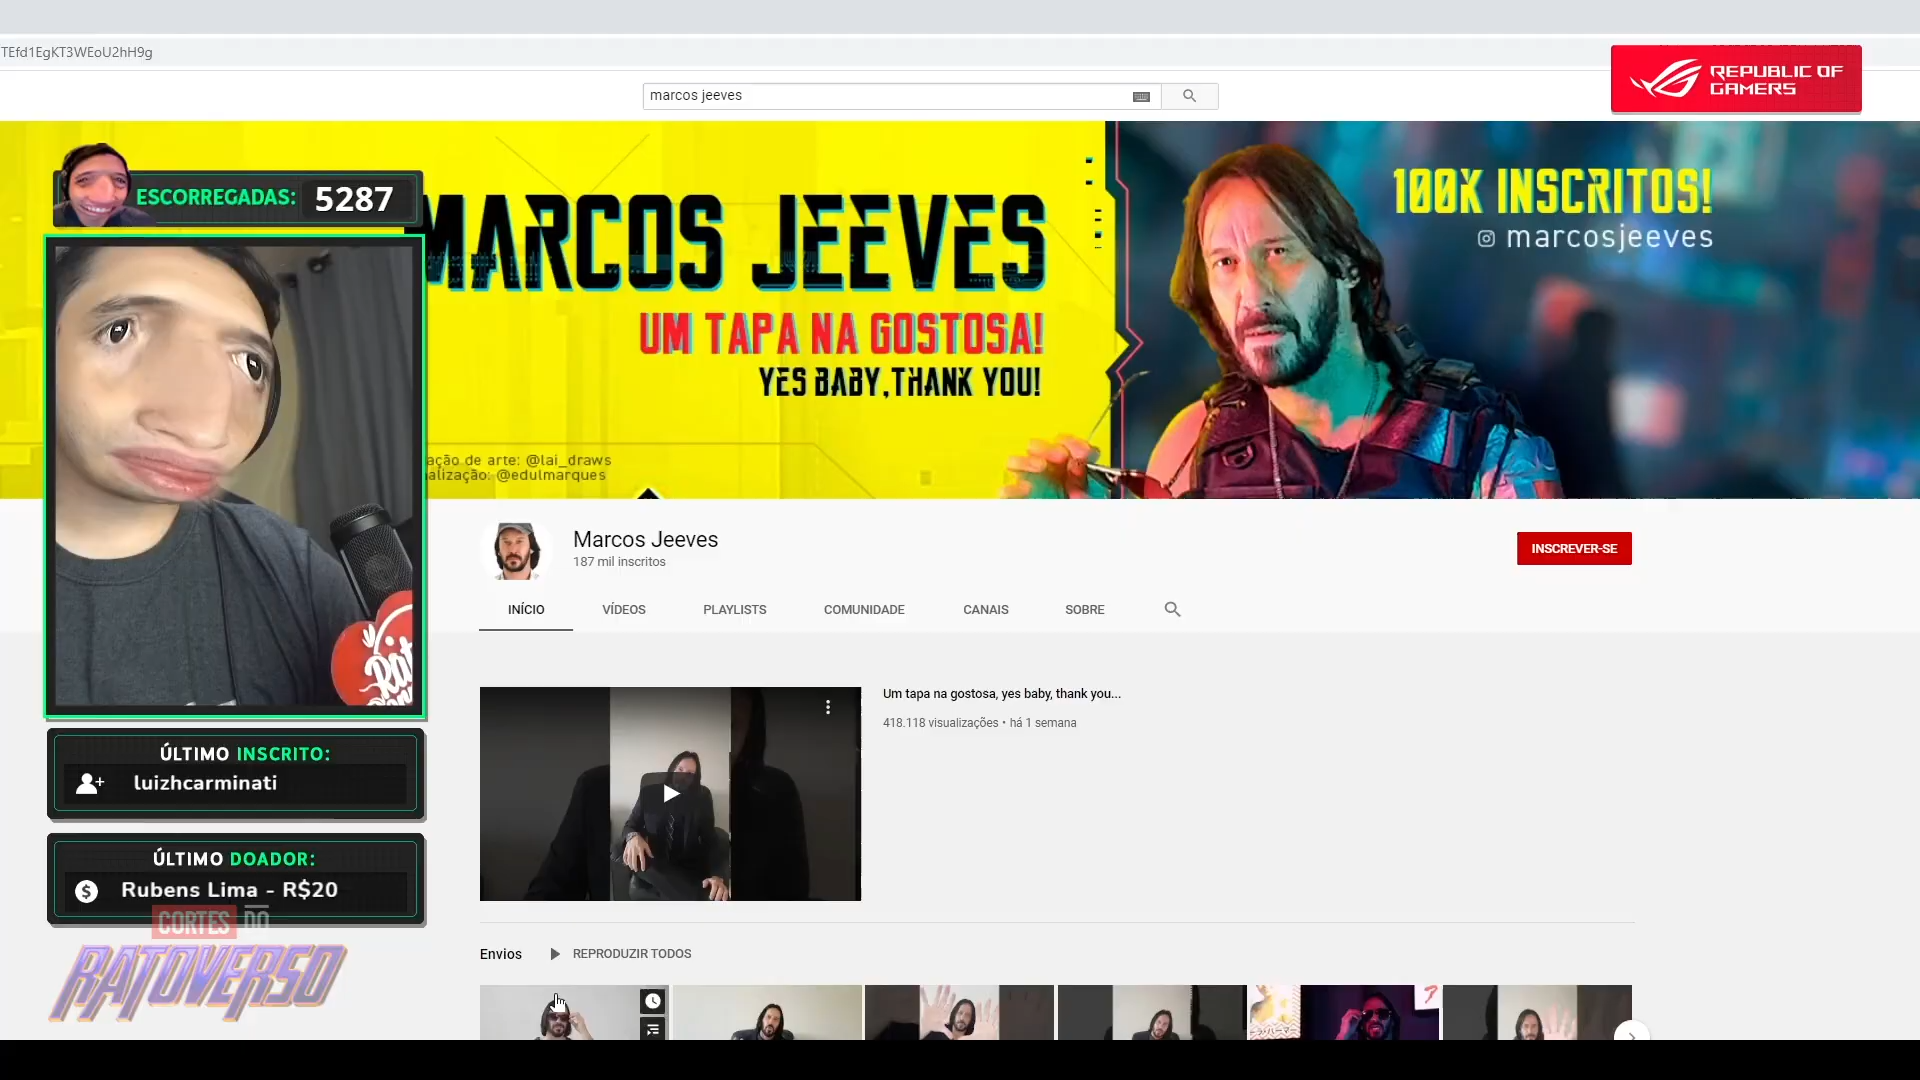 TEfd1EgKT3WEoU2hH9g
marcos jeeves
REPUBLIC OF
GAMERS
ESCORREGADAS: 5287
MARCOS JEEVES
UM TAPA NA GOSTOSA!
YES BABY, THANK YOU!
100K INSCRITOS!
marcosjeeves
ação de arte: @lai_draws
alização: @edulmarques
Marcos Jeeves
187 mil inscritos
INSCREVER-SE
INÍCIO
VÍDEOS
PLAYLISTS
COMUNIDADE
CANAIS
SOBRE
Um tapa na gostosa, yes baby, thank you...
418.118 visualizações • há 1 semana
ÚLTIMO INSCRITO:
luizhcarminati
ÚLTIMO DOADOR:
Rubens Lima - R$20
CORTES DO
RATOVERSO
Envios
REPRODUZIR TODOS